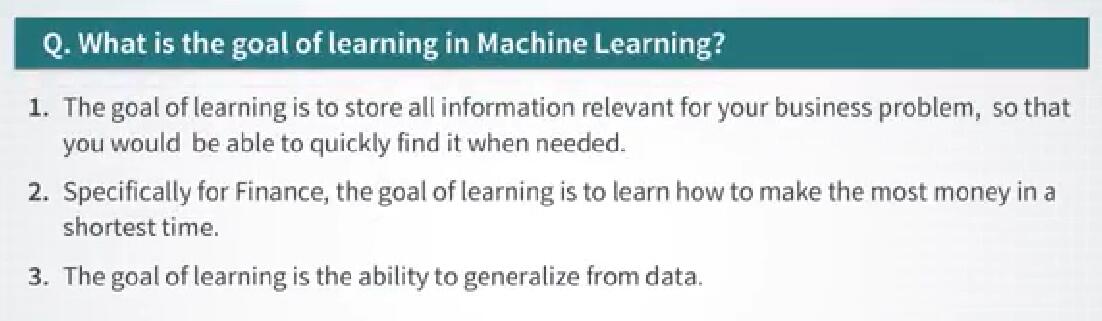 Q. What is the goal of learning in Machine Learning?
1. The goal of learning is to store all information relevant for your business problem, so that
you would be able to quickly find it when needed.
2. Specifically for Finance, the goal of learning is to learn how to make the most money in a
shortest time.
3. The goal of learning is the ability to generalize from data.